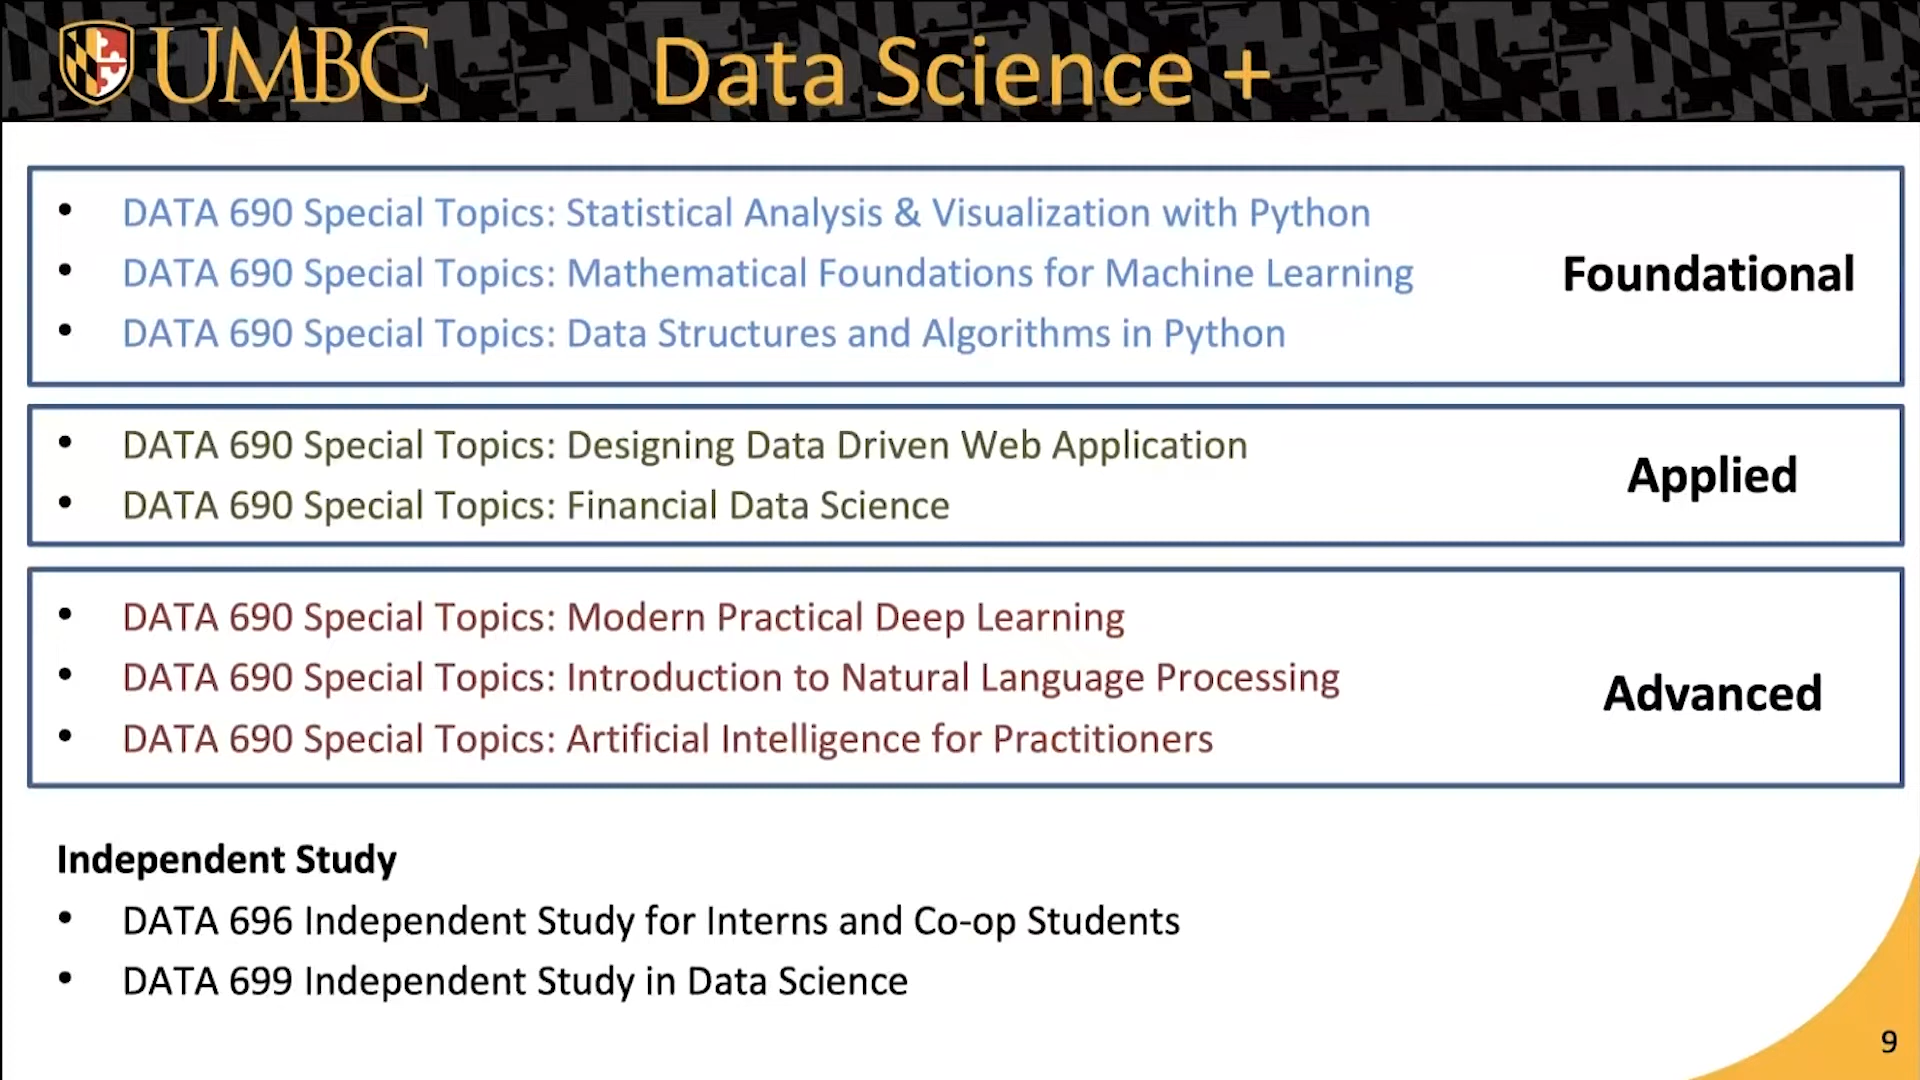 UMBC
Data Science +
• DATA 690 Special Topics: Statistical Analysis & Visualization with Python
• DATA 690 Special Topics: Mathematical Foundations for Machine Learning
• DATA 690 Special Topics: Data Structures and Algorithms in Python
Foundational
• DATA 690 Special Topics: Designing Data Driven Web Application
• DATA 690 Special Topics: Financial Data Science
Applied
• DATA 690 Special Topics: Modern Practical Deep Learning
• DATA 690 Special Topics: Introduction to Natural Language Processing
• DATA 690 Special Topics: Artificial Intelligence for Practitioners
Advanced
Independent Study
• DATA 696 Independent Study for Interns and Co-op Students
• DATA 699 Independent Study in Data Science
9